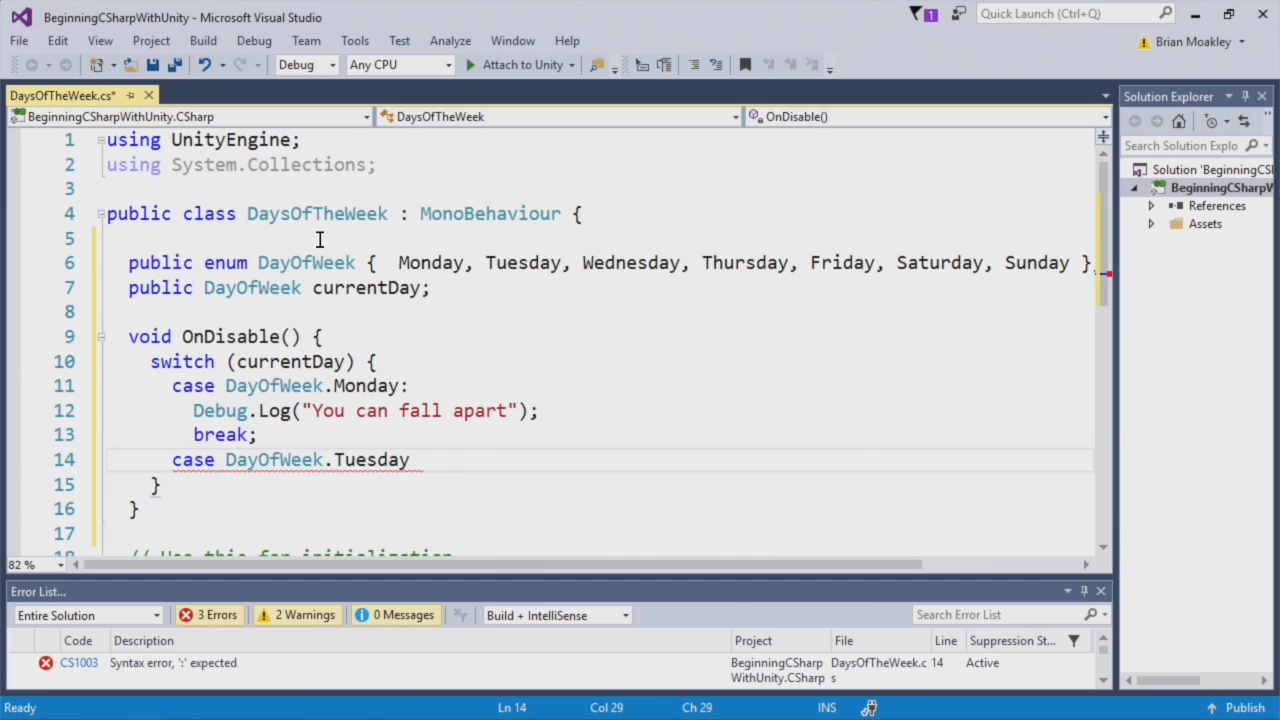 BeginningCSharpWithUnity - Microsoft Visual Studio
1
Quick Launch (Ctrl+Q)
File Edit View Project Build Debug Team Tools Test Analyze Window Help
Brian Moakley
Debug Any CPU Attach to Unity
DaysOfTheWeek.cs*
Solution Explorer
BeginningCSharpWithUnity.CSharp DaysOfTheWeek OnDisable()
Search Solution Explo
Solution 'BeginningCS
BeginningCSharpW
References
Assets
1 using UnityEngine;
2 using System.Collections;
3
4 public class DaysOfTheWeek : MonoBehaviour {
5
6 public enum DayOfWeek { Monday, Tuesday, Wednesday, Thursday, Friday, Saturday, Sunday }
7 public DayOfWeek currentDay;
8
9 void OnDisable() {
10 switch (currentDay) {
11 case DayOfWeek.Monday:
12 Debug.Log("You can fall apart");
13 break;
14 case DayOfWeek.Tuesday
15 }
16 }
17
18 // Use this for initialization
82 %
Error List...
Entire Solution 3 Errors 2 Warnings 0 Messages Build + IntelliSense Search Error List
Code Description Project File Line Suppression St...
CS1003 Syntax error, ':' expected BeginningCSharp DaysOfTheWeek.c 14 Active
WithUnity.CSharp s
Ready Ln 14 Col 29 Ch 29 INS Publish